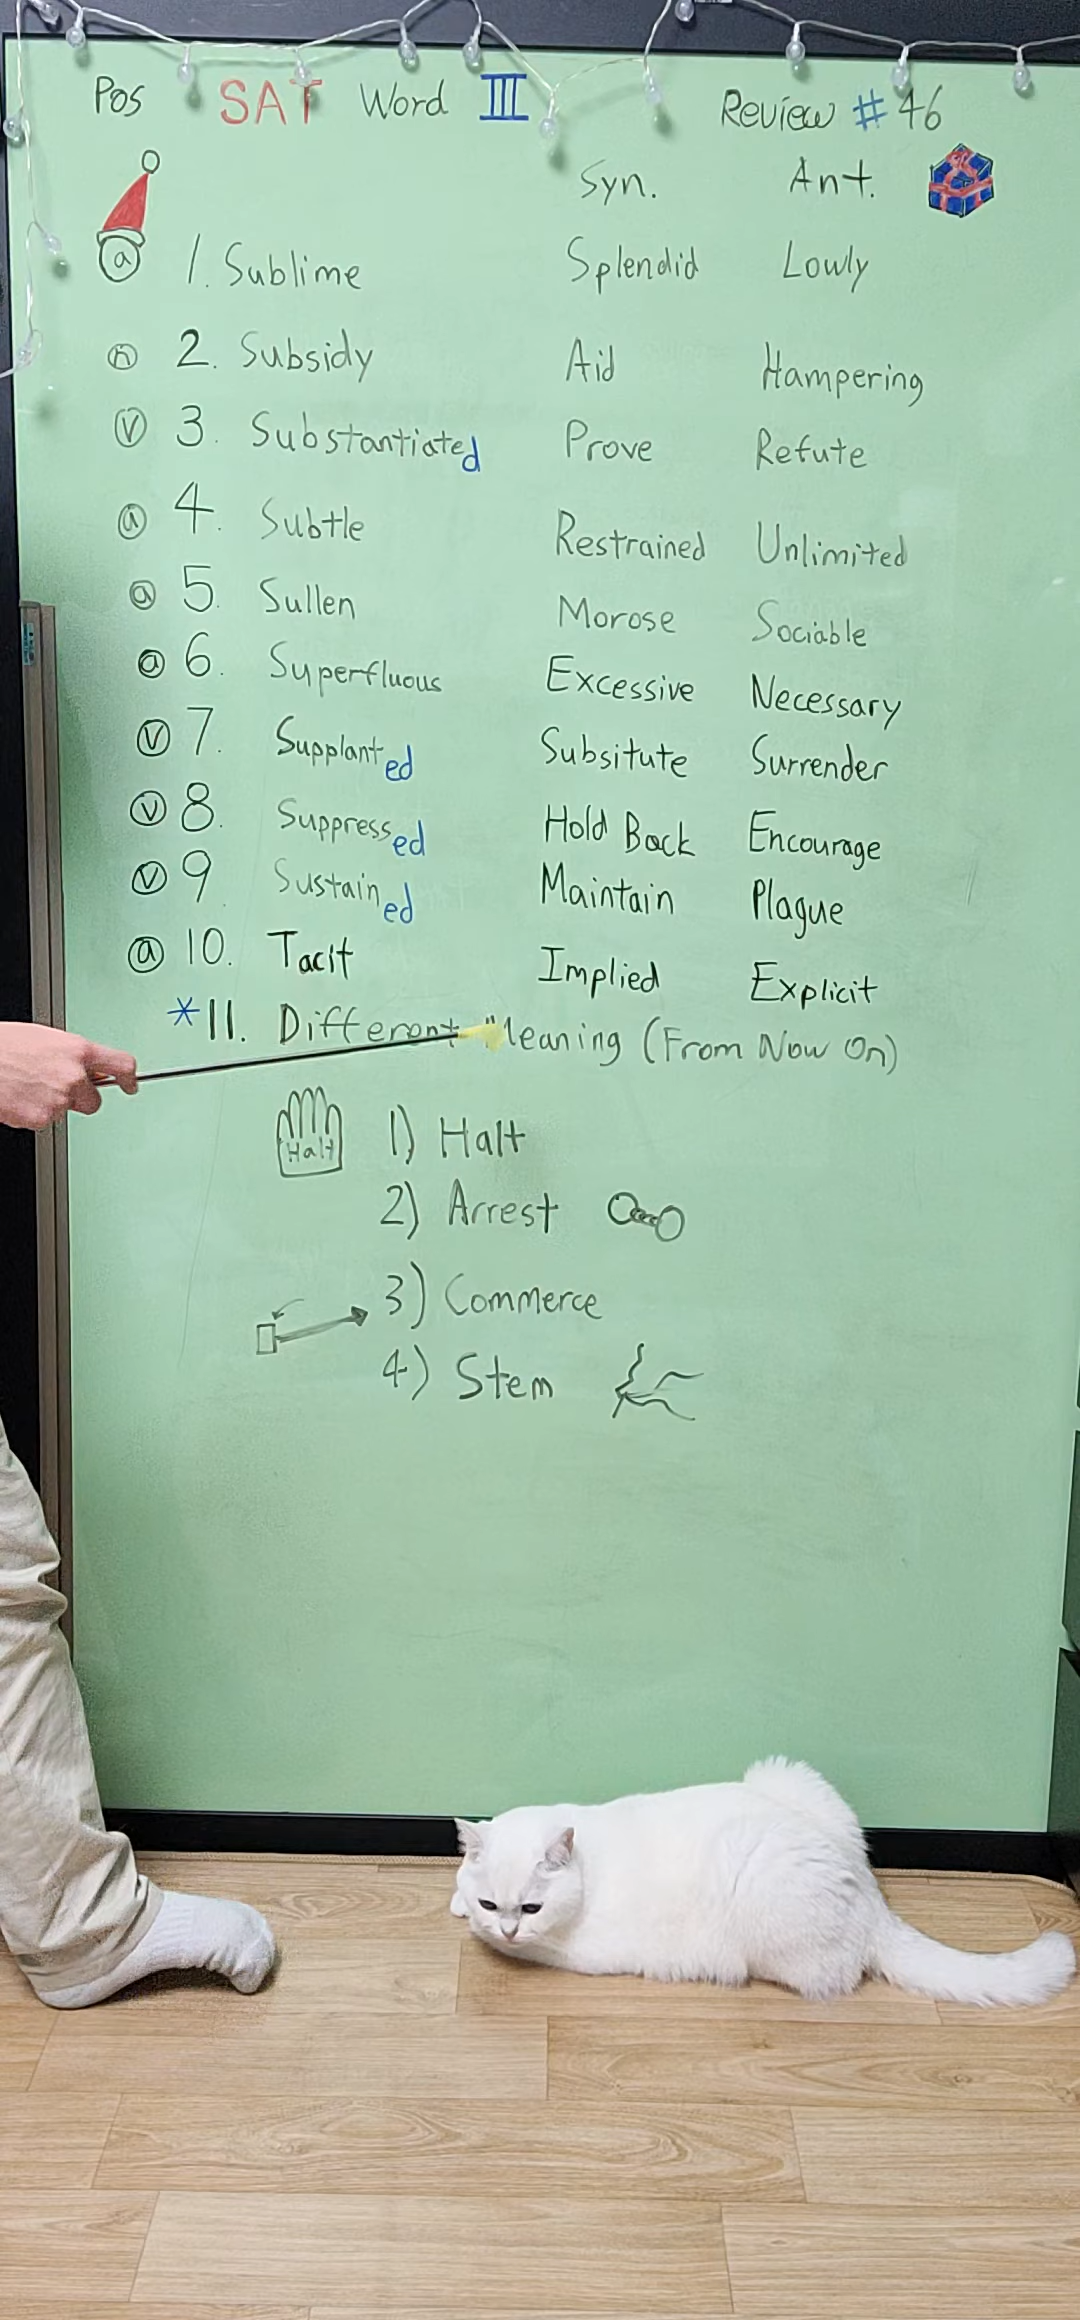 Pos SAT Word III Review #46
Syn. Ant.
a 1. Sublime Splendid Lowly
n 2. Subsidy Aid Hampering
v 3. Substantiated Prove Refute
a 4. Subtle Restrained Unlimited
a 5. Sullen Morose Sociable
a 6. Superfluous Excessive Necessary
v 7. Supplanted Subsitute Surrender
v 8. Suppressed Hold Back Encourage
v 9. Sustained Maintain Plague
a 10. Tacit Implied Explicit
*11. Different Meaning (From Now On)
Halt 1) Halt
2) Arrest
3) Commerce
4) Stem